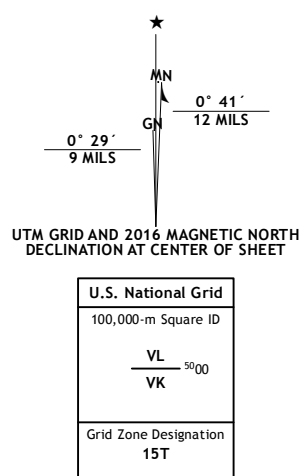 ★
MN
0° 41´
12 MILS
GN
0° 29´
9 MILS
UTM GRID AND 2016 MAGNETIC NORTH
DECLINATION AT CENTER OF SHEET
U.S. National Grid
100,000-m Square ID
VL
5000
VK
Grid Zone Designation
15T